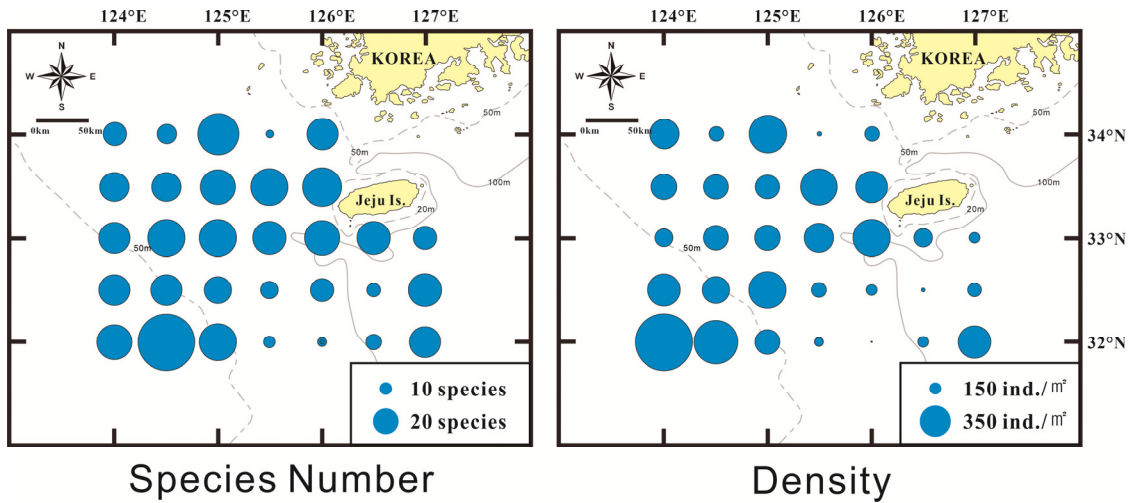 124°E 125°E 126°E 127°E
124°E 125°E 126°E 127°E
KOREA
KOREA
N
W E
S
N
W E
S
0km 50km
0km 50km
50m
50m
34°N
50m
50m
100m
100m
Jeju Is.
Jeju Is.
20m
20m
50m
50m
33°N
32°N
10 species
20 species
150 ind./㎡
350 ind./㎡
Species Number
Density